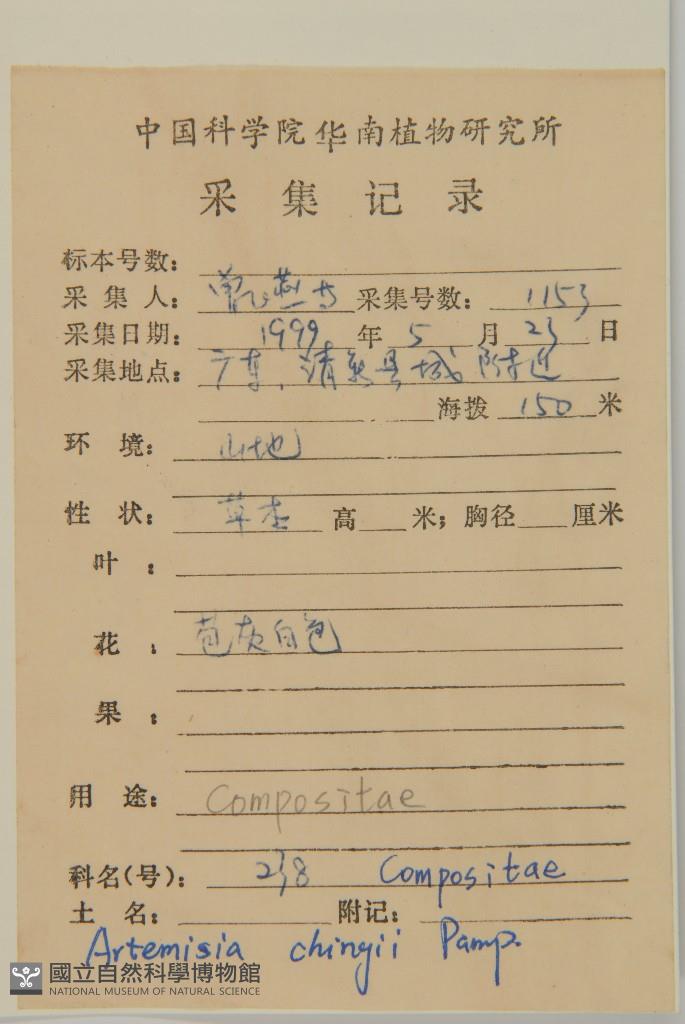 中国科学院华南植物研究所
采集记录
标本号数:
采集人: 采集号数: 1153
采集日期: 1999 年 5 月 23 日
采集地点: 广东,清新县城附近
海拨 150 米
环境: 山地
性状: 草本 高 米; 胸径 厘米
叶:
花: 苞灰白色
果:
用途: Compositae
科名(号): 238 Compositae
土名: 附记:
Artemisia chingii Pamp.
國立自然科學博物館
NATIONAL MUSEUM OF NATURAL SCIENCE